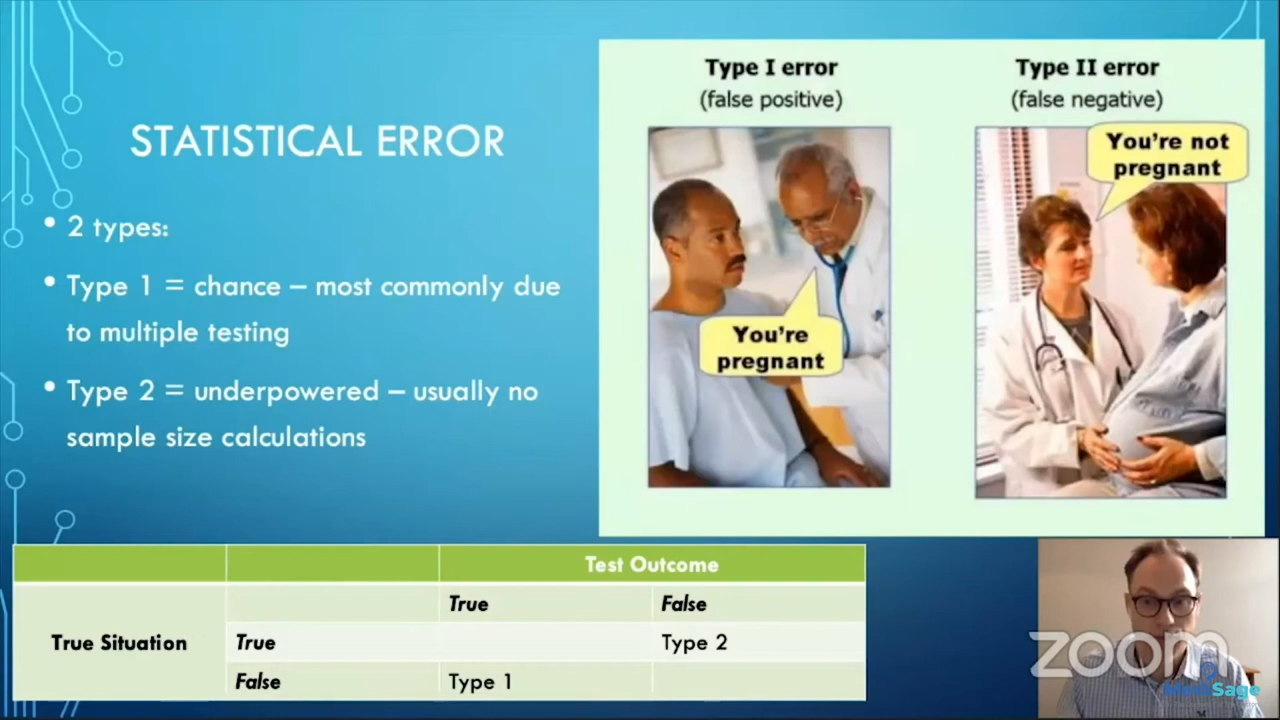 STATISTICAL ERROR
• 2 types:
• Type 1 = chance – most commonly due
to multiple testing
• Type 2 = underpowered – usually no
sample size calculations
Type I error
(false positive)
You're
pregnant
Type II error
(false negative)
You're not
pregnant
Test Outcome
True False
True Situation
True Type 2
False Type 1
zoom
MediSage